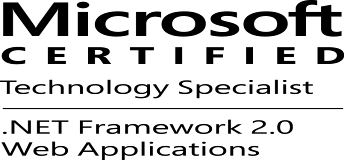 Microsoft
CERTIFIED
Technology Specialist
.NET Framework 2.0
Web Applications